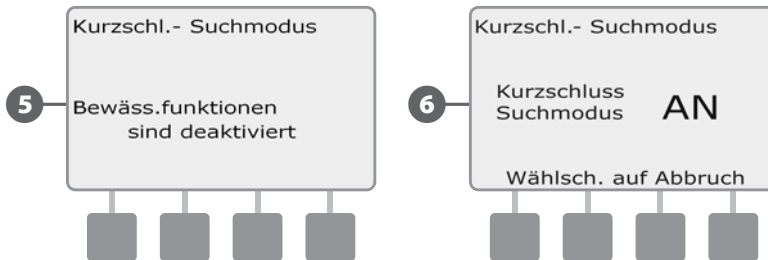 Kurzschl.- Suchmodus
5
Bewäss.funktionen
sind deaktiviert
Kurzschl.- Suchmodus
6
Kurzschluss
Suchmodus
AN
Wählsch. auf Abbruch